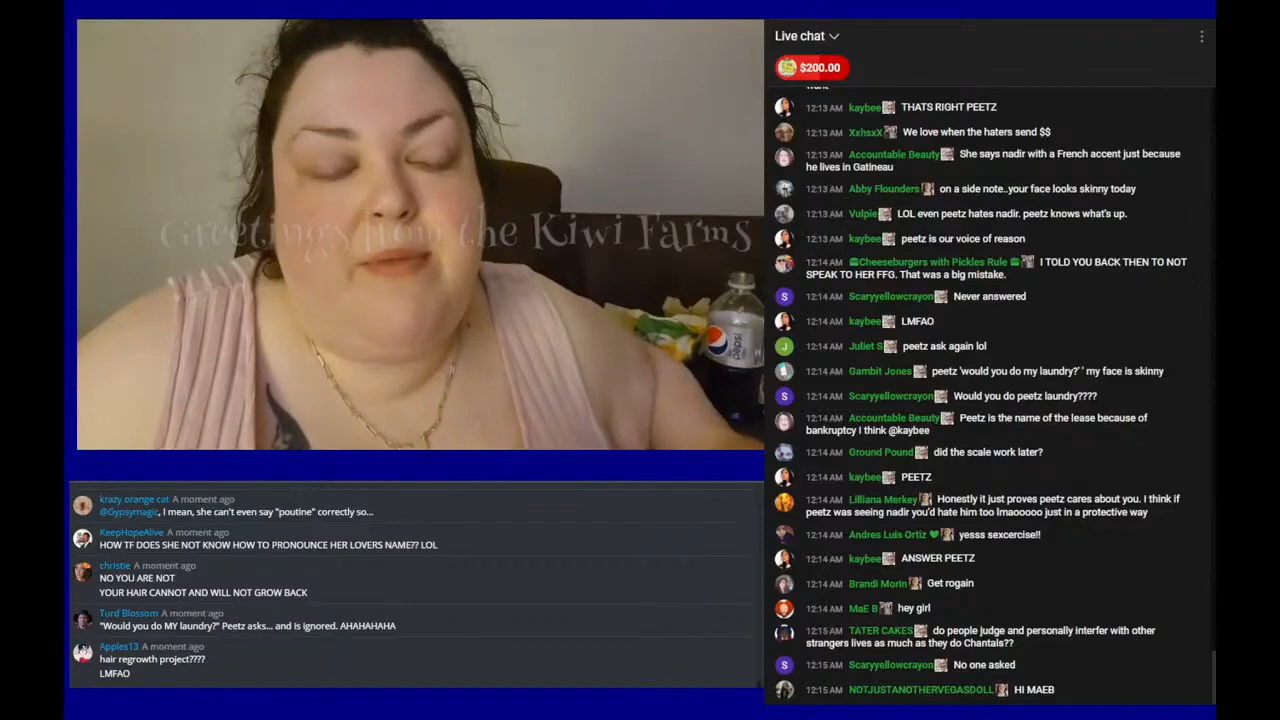 Greetings from the Kiwi Farms
pepsi
krazy orange cat A moment ago
@Gypsymagic, I mean, she can't even say "poutine" correctly so...
KeepHopeAlive A moment ago
HOW TF DOES SHE NOT KNOW HOW TO PRONOUNCE HER LOVERS NAME?? LOL
christie A moment ago
NO YOU ARE NOT
YOUR HAIR CANNOT AND WILL NOT GROW BACK
Turd Blossom A moment ago
"Would you do MY laundry?" Peetz asks... and is ignored. AHAHAHAHA
Apples13 A moment ago
hair regrowth project????
LMFAO
Live chat
$200.00
12:13 AM kaybee THATS RIGHT PEETZ
12:13 AM XxhsxX We love when the haters send $$
12:13 AM Accountable Beauty She says nadir with a French accent just because
he lives in Gatineau
12:13 AM Abby Flounders on a side note..your face looks skinny today
12:13 AM Vulpie LOL even peetz hates nadir. peetz knows what's up.
12:13 AM kaybee peetz is our voice of reason
12:14 AM Cheeseburgers with Pickles Rule I TOLD YOU BACK THEN TO NOT
SPEAK TO HER FFG. That was a big mistake.
12:14 AM Scaryyellowcrayon Never answered
12:14 AM kaybee LMFAO
J 12:14 AM Juliet S peetz ask again lol
12:14 AM Gambit Jones peetz 'would you do my laundry?' ' my face is skinny
S 12:14 AM Scaryyellowcrayon Would you do peetz laundry????
12:14 AM Accountable Beauty Peetz is the name of the lease because of
bankruptcy I think @kaybee
12:14 AM Ground Pound did the scale work later?
12:14 AM kaybee PEETZ
12:14 AM Lilliana Merkey Honestly it just proves peetz cares about you. I think if
peetz was seeing nadir you'd hate him too lmaooooo just in a protective way
12:14 AM Andres Luis Ortiz yesss sexcercise!!
12:14 AM kaybee ANSWER PEETZ
12:14 AM Brandi Morin Get rogain
12:14 AM MaE B hey girl
12:15 AM TATER CAKES do people judge and personally interfer with other
strangers lives as much as they do Chantals??
S 12:15 AM Scaryyellowcrayon No one asked
12:15 AM NOTJUSTANOTHERVEGASDOLL HI MAEB